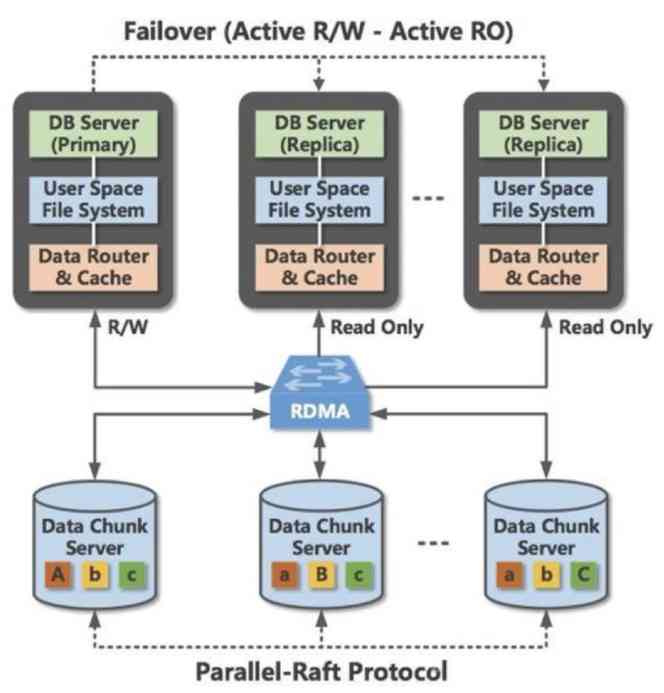 Failover (Active R/W - Active RO)
DB Server
(Primary)
User Space
File System
Data Router
& Cache
DB Server
(Replica)
User Space
File System
Data Router
& Cache
DB Server
(Replica)
User Space
File System
Data Router
& Cache
R/W
Read Only
Read Only
RDMA
Data Chunk
Server
A b c
Data Chunk
Server
a B c
Data Chunk
Server
a b C
Parallel-Raft Protocol